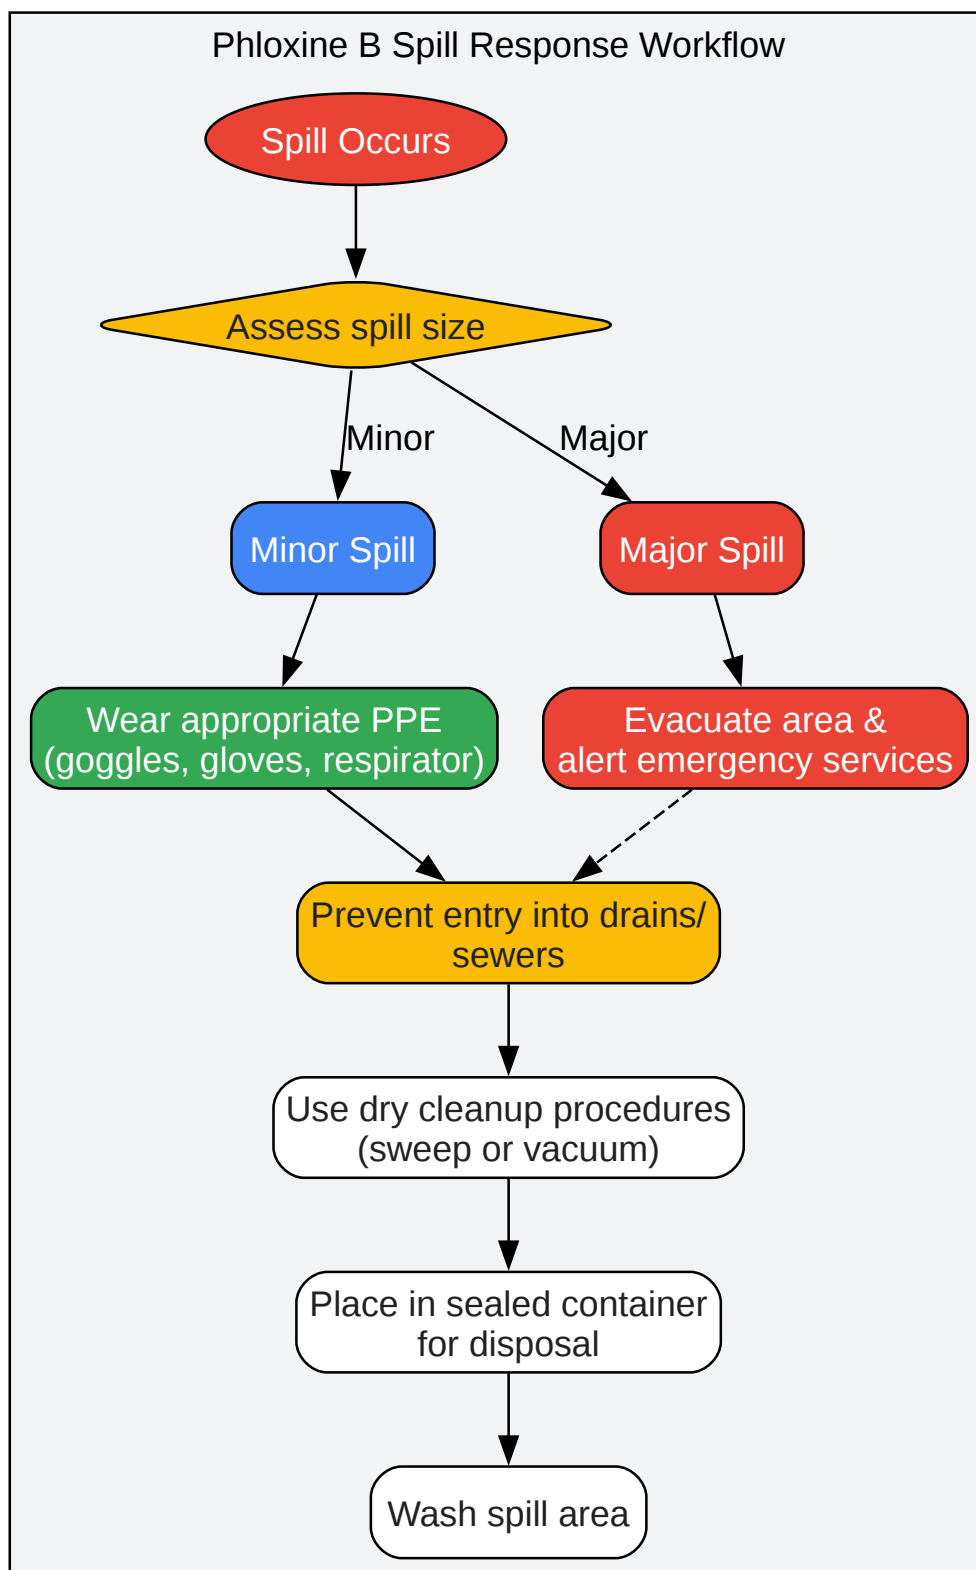 Phloxine B Spill Response Workflow
Spill Occurs
Assess spill size
Minor
Major
Minor Spill
Major Spill
Wear appropriate PPE
(goggles, gloves, respirator)
Evacuate area &
alert emergency services
Prevent entry into drains/
sewers
Use dry cleanup procedures
(sweep or vacuum)
Place in sealed container
for disposal
Wash spill area